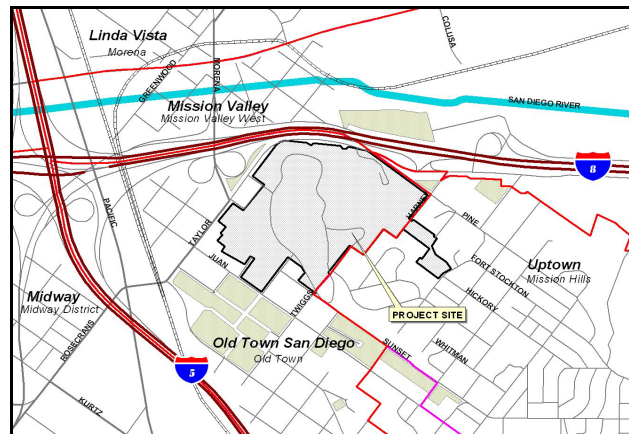 COLUSA
Linda Vista
Morena
GREENWOOD
MORENA
Mission Valley
Mission Valley West
SAN DIEGO RIVER
8
TAYLOR
HARNEY
PINE
PACIFIC
JUAN
FORT STOCKTON
Uptown
Mission Hills
HICKORY
Midway
Midway District
TWIGGS
PROJECT SITE
ROSECRANS
Old Town San Diego
Old Town
SUNSET
WHITMAN
5
KURTZ